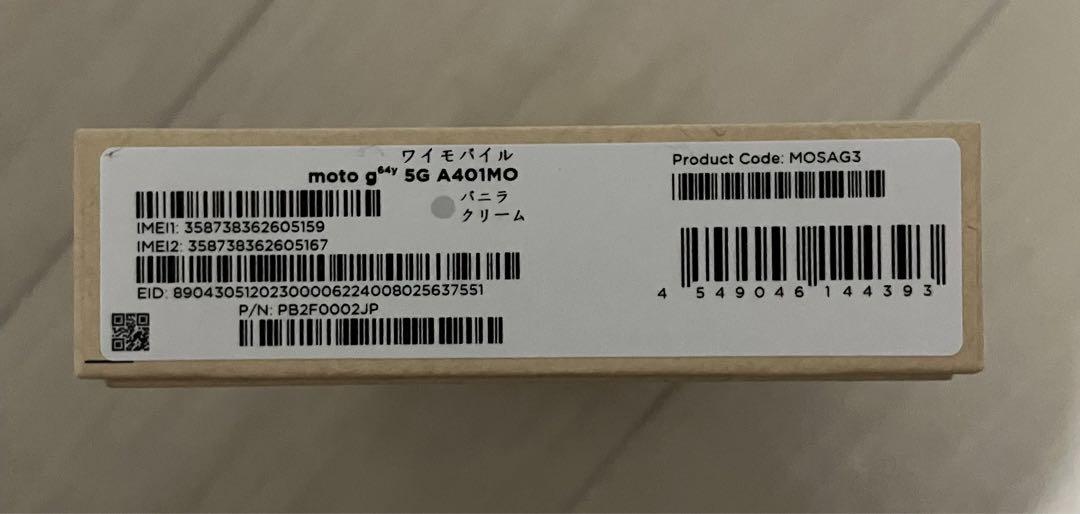 ワイモバイル
moto g64y 5G A401MO
バニラ
クリーム
IMEI1: 358738362605159
IMEI2: 358738362605167
EID: 89043051202300006224008025637551
P/N: PB2F0002JP
Product Code: MOSAG3
4 549046 144393